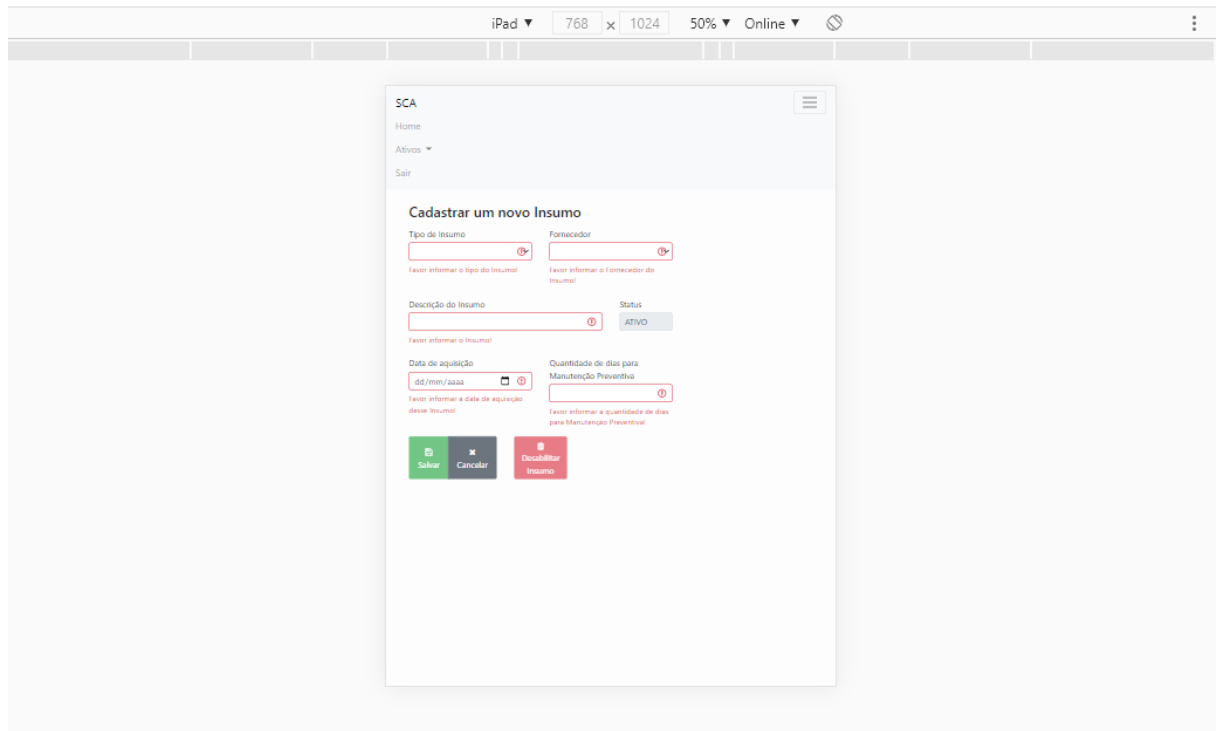 iPad ▼ 768 × 1024 50% ▼ Online ▼
SCA
Home
Ativos
Sair
Cadastrar um novo Insumo
Tipo de Insumo
Fornecedor
Favor informar o tipo do Insumo!
Favor informar o Fornecedor do
Insumo!
Descrição do Insumo
Status
ATIVO
Favor informar o Insumo!
Data de aquisição
Quantidade de dias para
Manutenção Preventiva
dd/mm/aaaa
Favor informar a data de aquisição
desse Insumo!
Favor informar a quantidade de dias
para Manutenção Preventiva!
Salvar
Cancelar
Desabilitar
Insumo